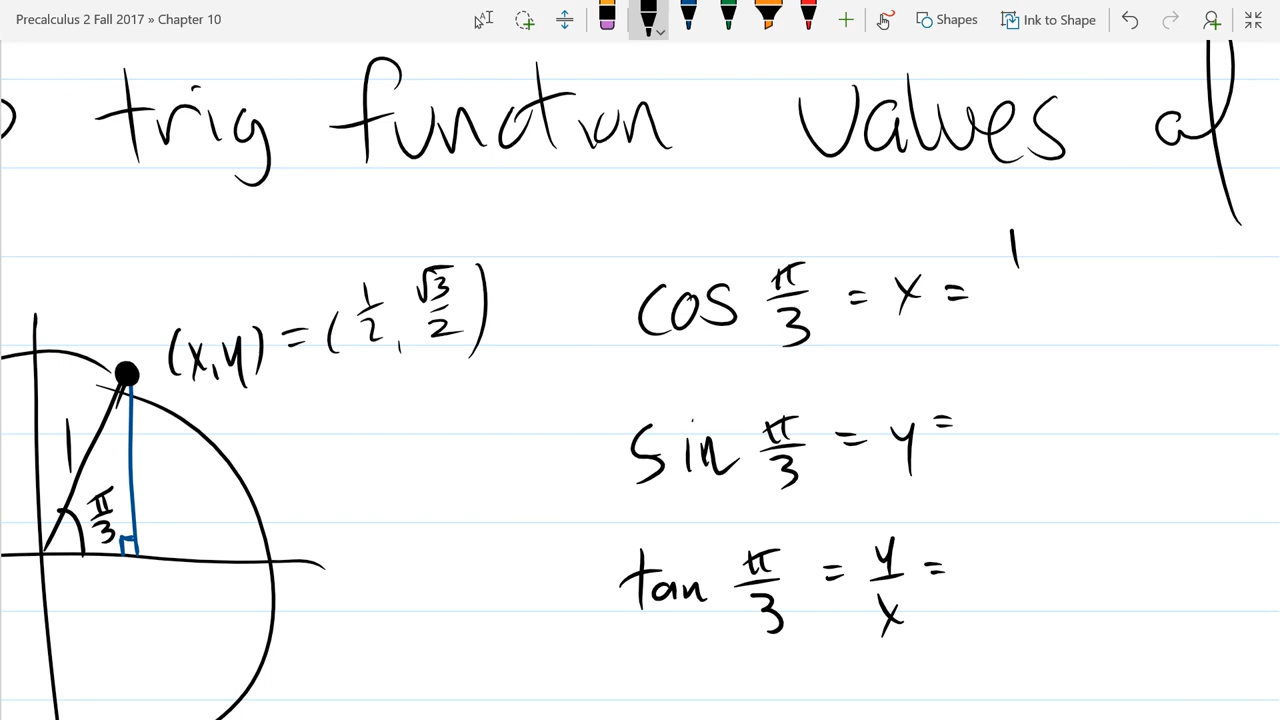 Precalculus 2 Fall 2017 » Chapter 10
Shapes
Ink to Shape
trig function values of
(x,y) = (1/2, √3/2)
cos π/3 = x = 1
sin π/3 = y =
tan π/3 = y/x =
1
π/3